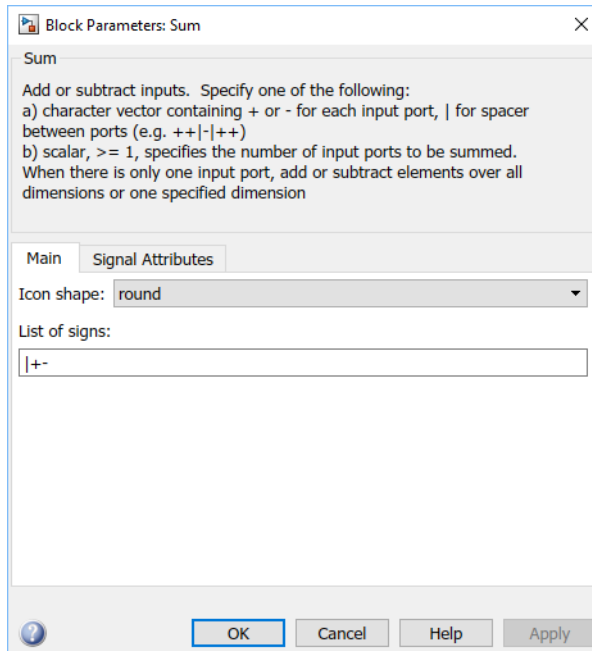 Block Parameters: Sum
Sum
Add or subtract inputs. Specify one of the following:
a) character vector containing + or - for each input port, | for spacer
between ports (e.g. ++|-|++)
b) scalar, >= 1, specifies the number of input ports to be summed.
When there is only one input port, add or subtract elements over all
dimensions or one specified dimension
Main Signal Attributes
Icon shape: round
List of signs:
|+-
OK Cancel Help Apply